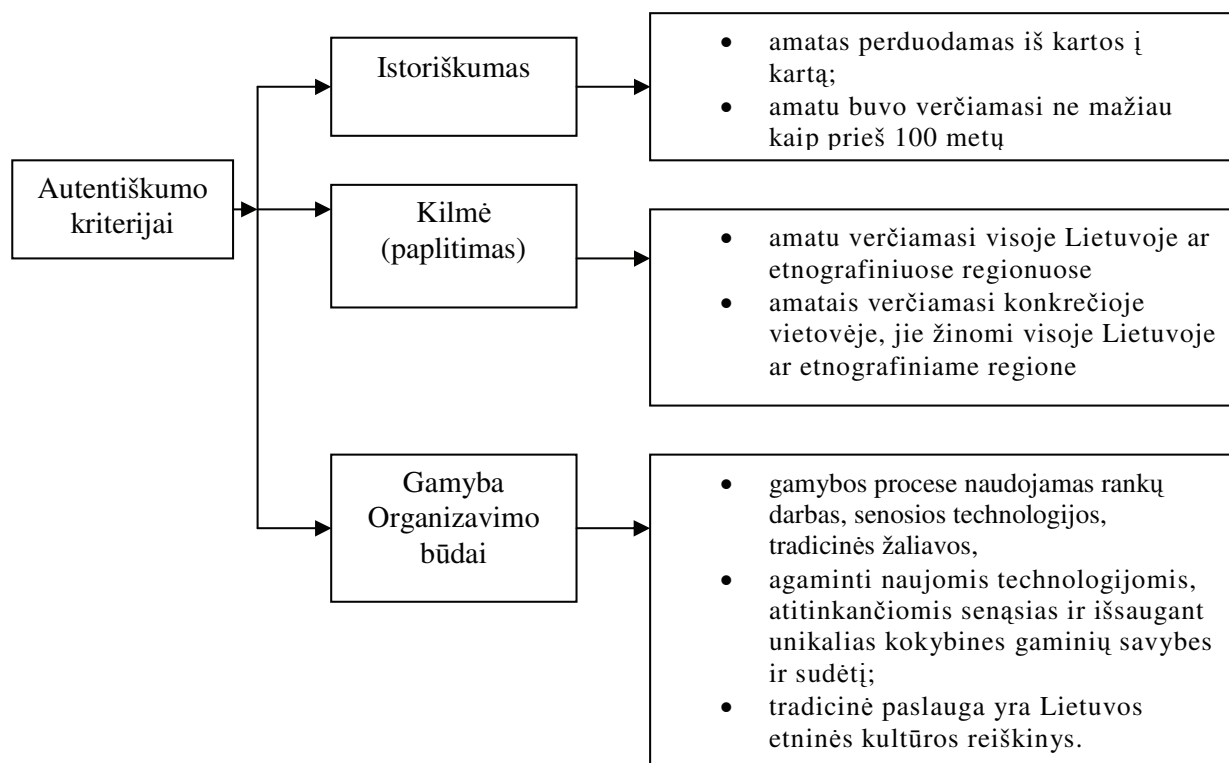 Autentiškumo
kriterijai
Istoriškumas
• amatas perduodamas iš kartos į
kartą;
• amatu buvo verčiamasi ne mažiau
kaip prieš 100 metų
Kilmė
(paplitimas)
• amatu verčiamasi visoje Lietuvoje ar
etnografiniuose regionuose
• amatais verčiamasi konkrečioje
vietovėje, jie žinomi visoje Lietuvoje
ar etnografiniame regione
Gamyba
Organizavimo
būdai
• gamybos procese naudojamas rankų
darbas, senosios technologijos,
tradicinės žaliavos,
• agaminti naujomis technologijomis,
atitinkančiomis senąsias ir išsaugant
unikalias kokybines gaminių savybes
ir sudėtį;
• tradicinė paslauga yra Lietuvos
etninės kultūros reiškinys.